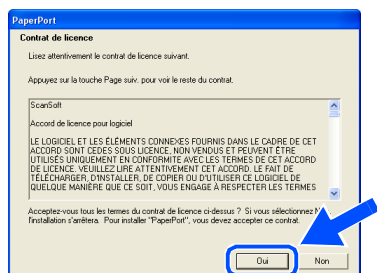 PaperPort
Contrat de licence
Lisez attentivement le contrat de licence suivant.
Appuyez sur la touche Page suiv. pour voir le reste du contrat.
ScanSoft
Accord de licence pour logiciel
LE LOGICIEL ET LES ÉLÉMENTS CONNEXES FOURNIS DANS LE CADRE DE CET
ACCORD SONT CEDES SOUS LICENCE, NON VENDUS ET PEUVENT ÊTRE
UTILISÉS UNIQUEMENT EN CONFORMITE AVEC LES TERMES DE CET ACCORD
DE LICENCE. VEUILLEZ LIRE ATTENTIVEMENT CET ACCORD. LE FAIT DE
TÉLÉCHARGER, D'INSTALLER, DE COPIER OU D'UTILISER CE LOGICIEL DE
QUELQUE MANIÈRE QUE CE SOIT, VOUS ENGAGE À RESPECTER LES TERMES
Acceptez-vous tous les termes du contrat de licence ci-dessus ? Si vous sélectionnez
l'installation s'arrêtera. Pour installer "PaperPort", vous devez accepter ce contrat.
Oui
Non